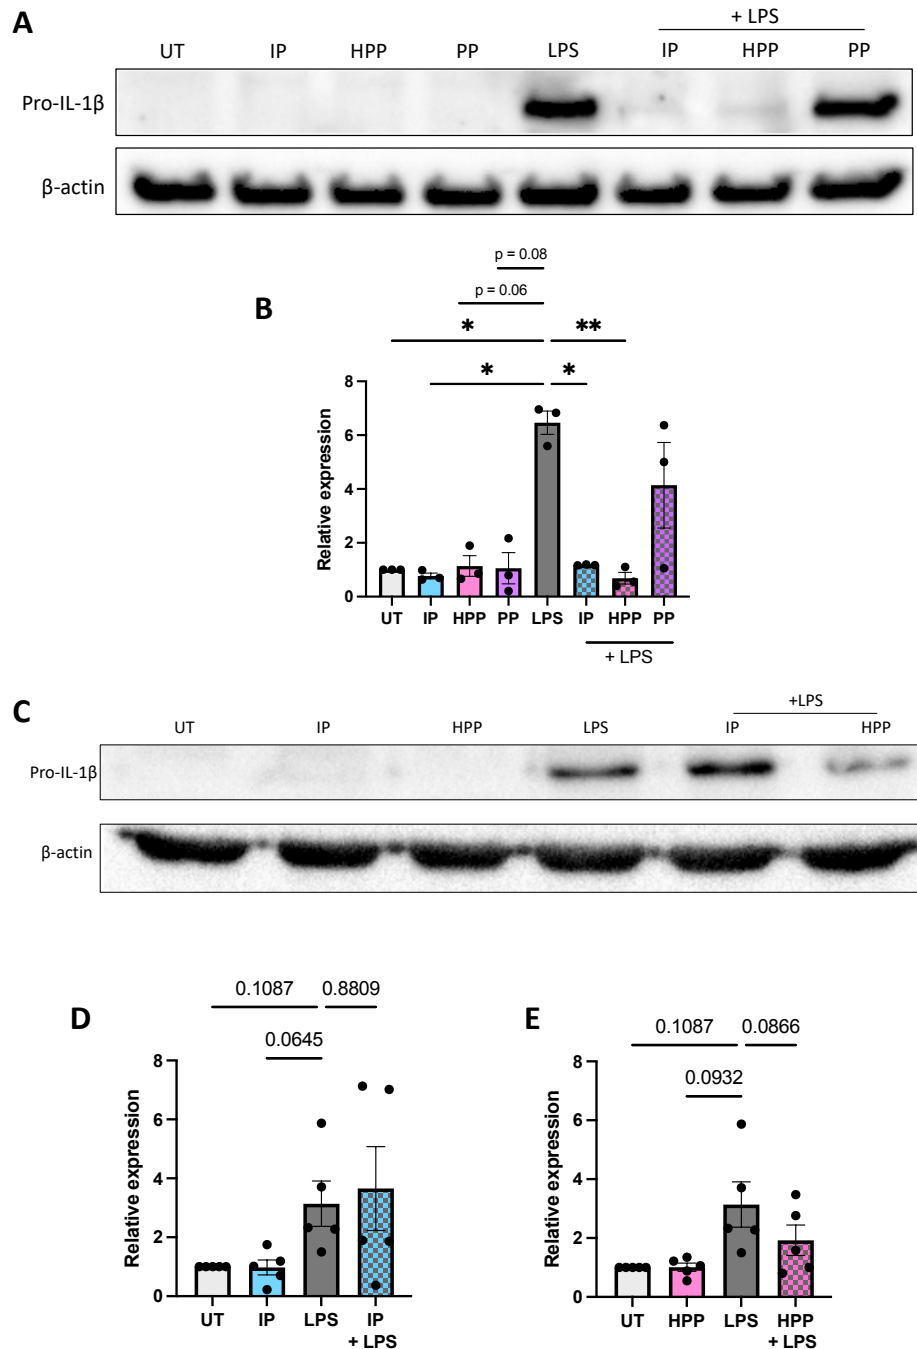 A
+ LPS
UT IP HPP PP LPS IP HPP PP
Pro-IL-1β
β-actin
p = 0.08
p = 0.06
B
* **
* *
8
6
4
2
0
Relative expression
UT IP HPP PP LPS IP HPP PP
+ LPS
C
+LPS
UT IP HPP LPS IP HPP
Pro-IL-1β
β-actin
D
0.1087 0.8809
0.0645
8
6
4
2
0
Relative expression
UT IP LPS IP
+ LPS
E
0.1087 0.0866
0.0932
8
6
4
2
0
Relative expression
UT HPP LPS HPP
+ LPS